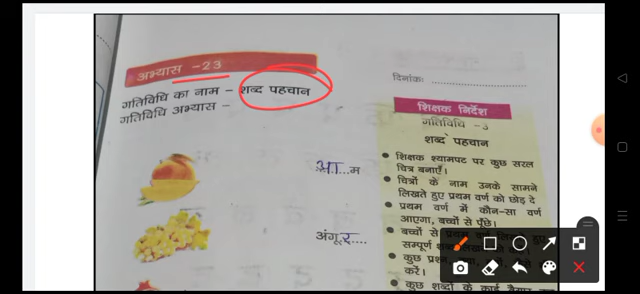 अभ्यास -23
गतिविधि का नाम - शब्द पहचान
गतिविधि अभ्यास -
आ...म
अंगूर....
दिनांक: ..............................
शिक्षक निर्देश
गतिविधि -3
शब्द पहचान
• शिक्षक श्यामपट पर कुछ सरल
चित्र बनाएँ।
• चित्रों के नाम उनके सामने
लिखते हुए प्रथम वर्ण को छोड़ दे
• प्रथम वर्ण में कौन-सा वर्ण
आएगा, बच्चों से पूँछे।
• बच्चों से
सम्पूर्ण
• कुछ
करें।
• कुछ शब्दों के कार्ड तैयार कर